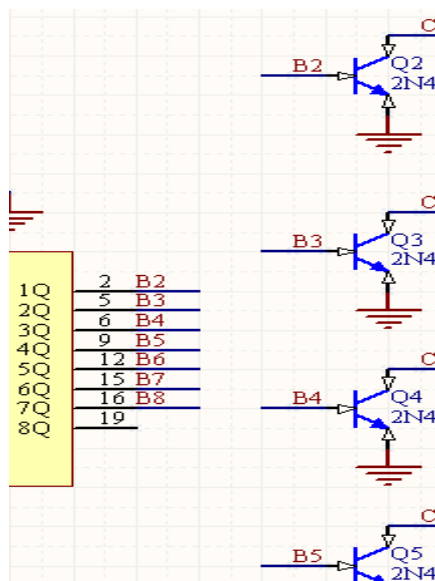 C
B2
Q2
2N4
C
B3
Q3
2N4
1Q 2 B2
2Q 5 B3
3Q 6 B4
4Q 9 B5
5Q 12 B6
6Q 15 B7
7Q 16 B8
8Q 19
C
B4
Q4
2N4
C
B5
Q5
2N4